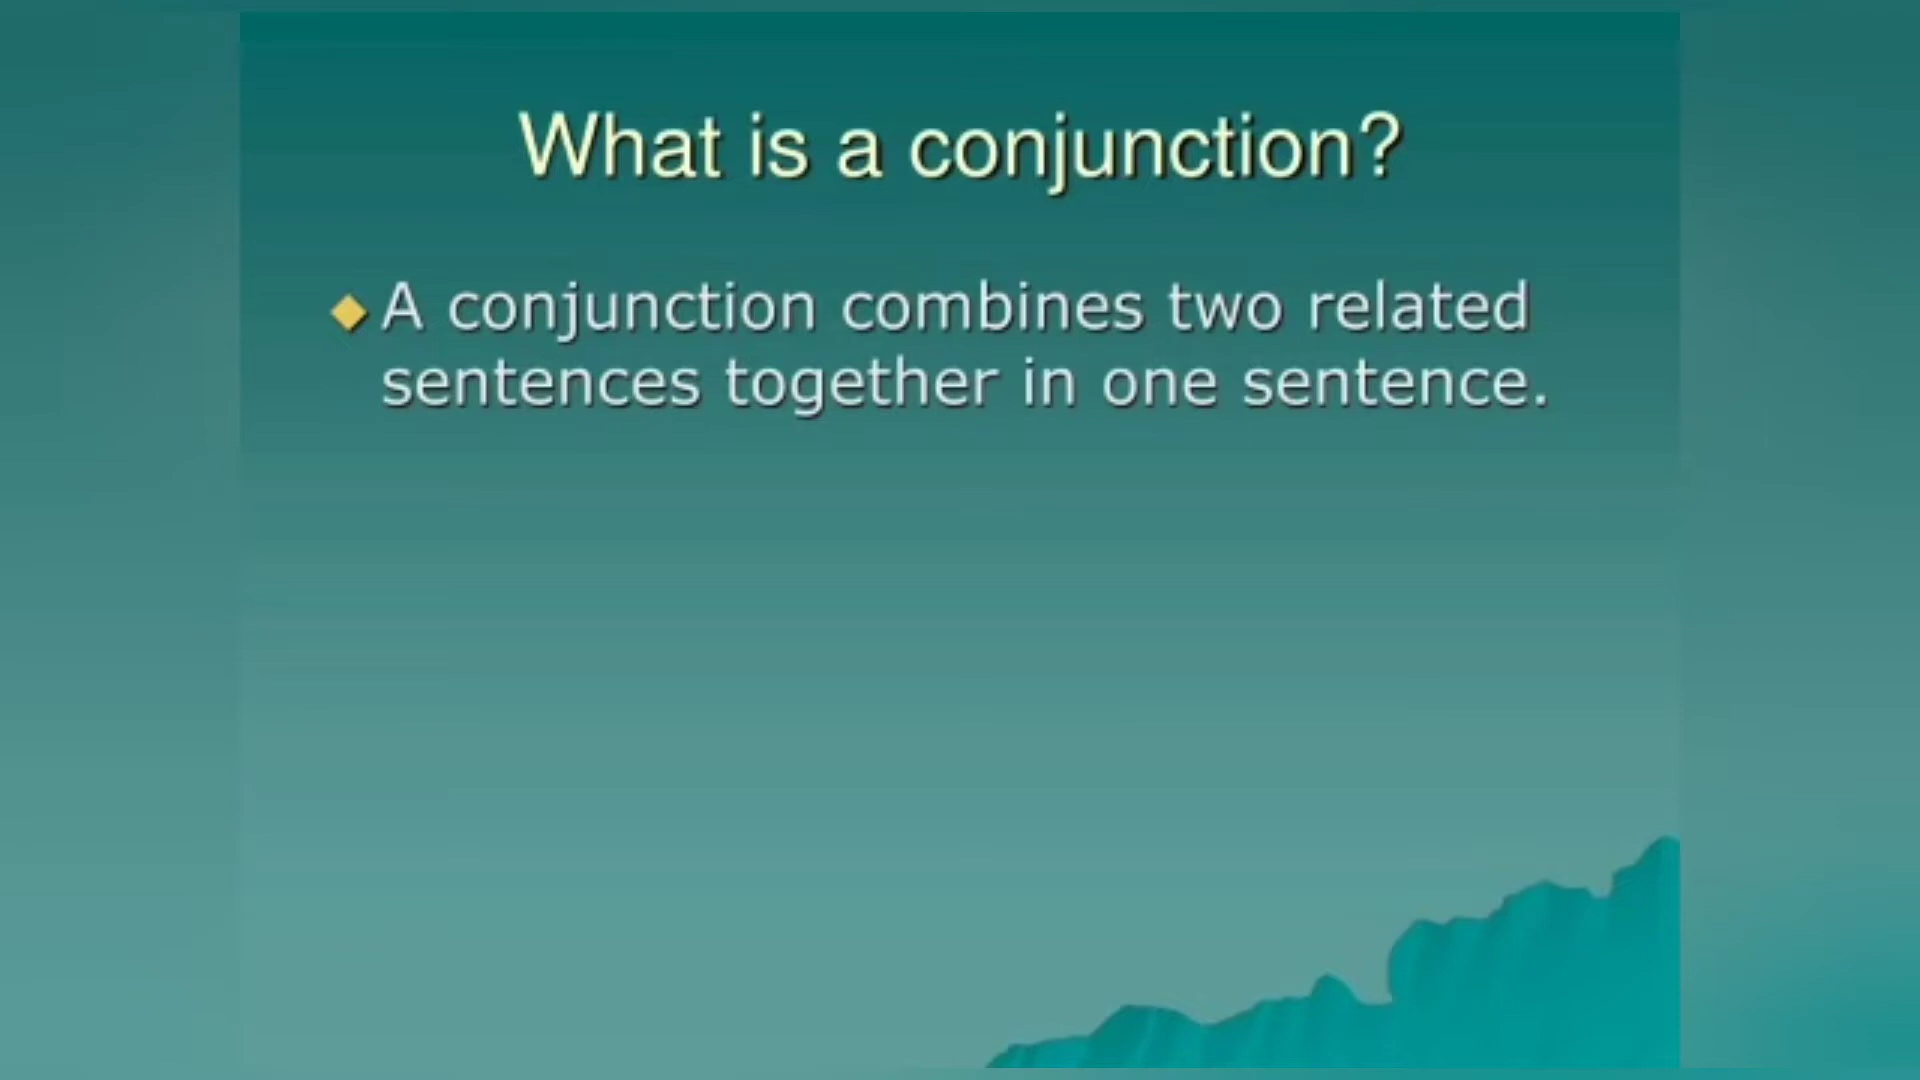 What is a conjunction?
A conjunction combines two related
sentences together in one sentence.